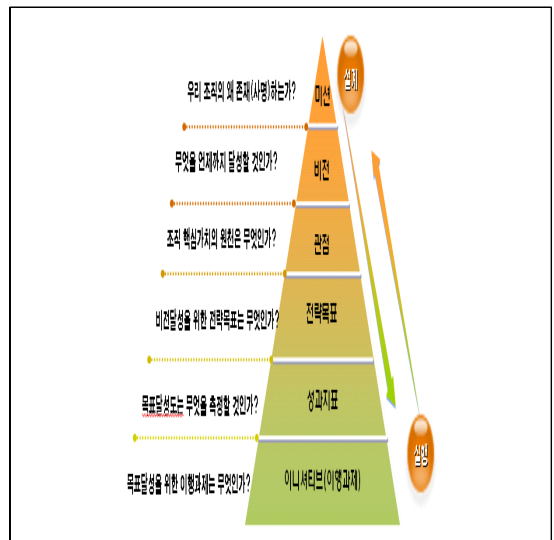 설계
우리 조직의 왜 존재(사명)하는가?
미션
무엇을 언제까지 달성할 것인가?
비전
조직 핵심가치의 원천은 무엇인가?
관점
비전달성을 위한 전략목표는 무엇인가?
전략목표
목표달성도는 무엇을 측정할 것인가?
성과지표
목표달성을 위한 이행과제는 무엇인가?
이니셔티브(이행과제)
실행